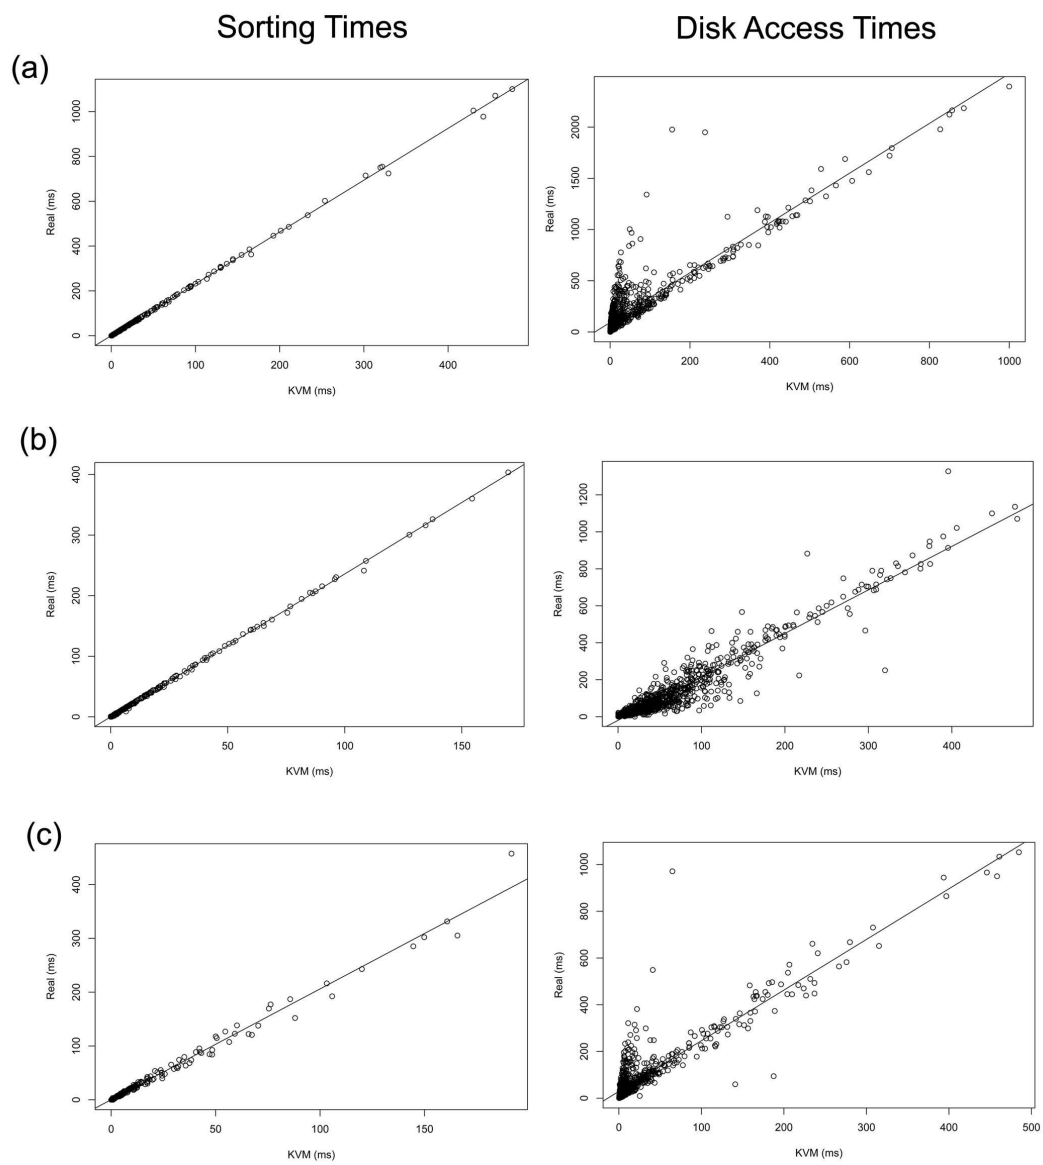 Sorting Times
Disk Access Times
(a)
1000
800
600
400
200
0
Real (ms)
0 100 200 300 400
KVM (ms)
2000
1500
1000
500
0
Real (ms)
0 200 400 600 800 1000
KVM (ms)
(b)
400
300
200
100
0
Real (ms)
0 50 100 150
KVM (ms)
1200
1000
800
600
400
200
0
Real (ms)
0 100 200 300 400
KVM (ms)
(c)
400
300
200
100
0
Real (ms)
0 50 100 150
KVM (ms)
1000
800
600
400
200
0
Real (ms)
0 100 200 300 400 500
KVM (ms)